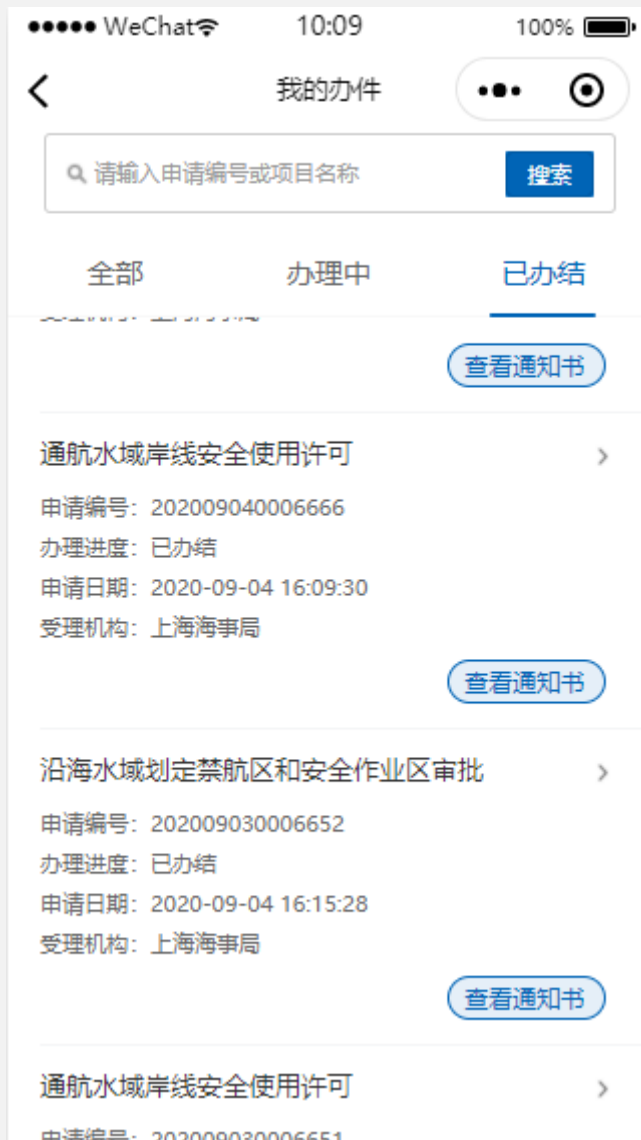 WeChat 10:09 100%
我的办件
请输入申请编号或项目名称 搜索
全部 办理中 已办结
查看通知书
通航水域岸线安全使用许可
申请编号：202009040006666
办理进度：已办结
申请日期：2020-09-04 16:09:30
受理机构：上海海事局
查看通知书
沿海水域划定禁航区和安全作业区审批
申请编号：202009030006652
办理进度：已办结
申请日期：2020-09-04 16:15:28
受理机构：上海海事局
查看通知书
通航水域岸线安全使用许可
申请编号：202009030006651